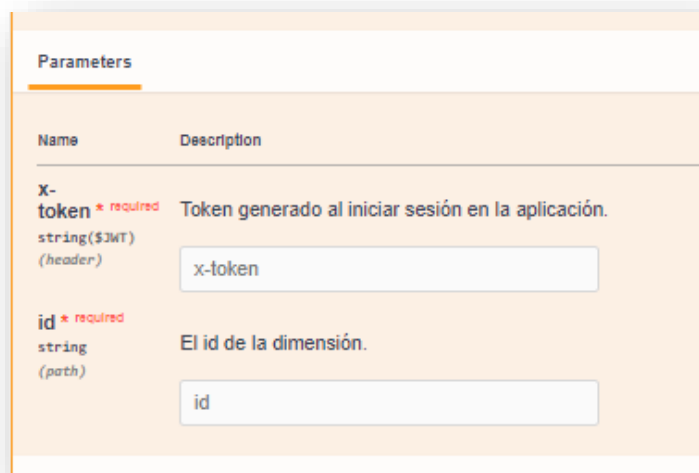 Parameters
Name Description
x-
token * required Token generado al iniciar sesión en la aplicación.
string($JWT)
(header)
x-token
id * required
string El id de la dimensión.
(path)
id